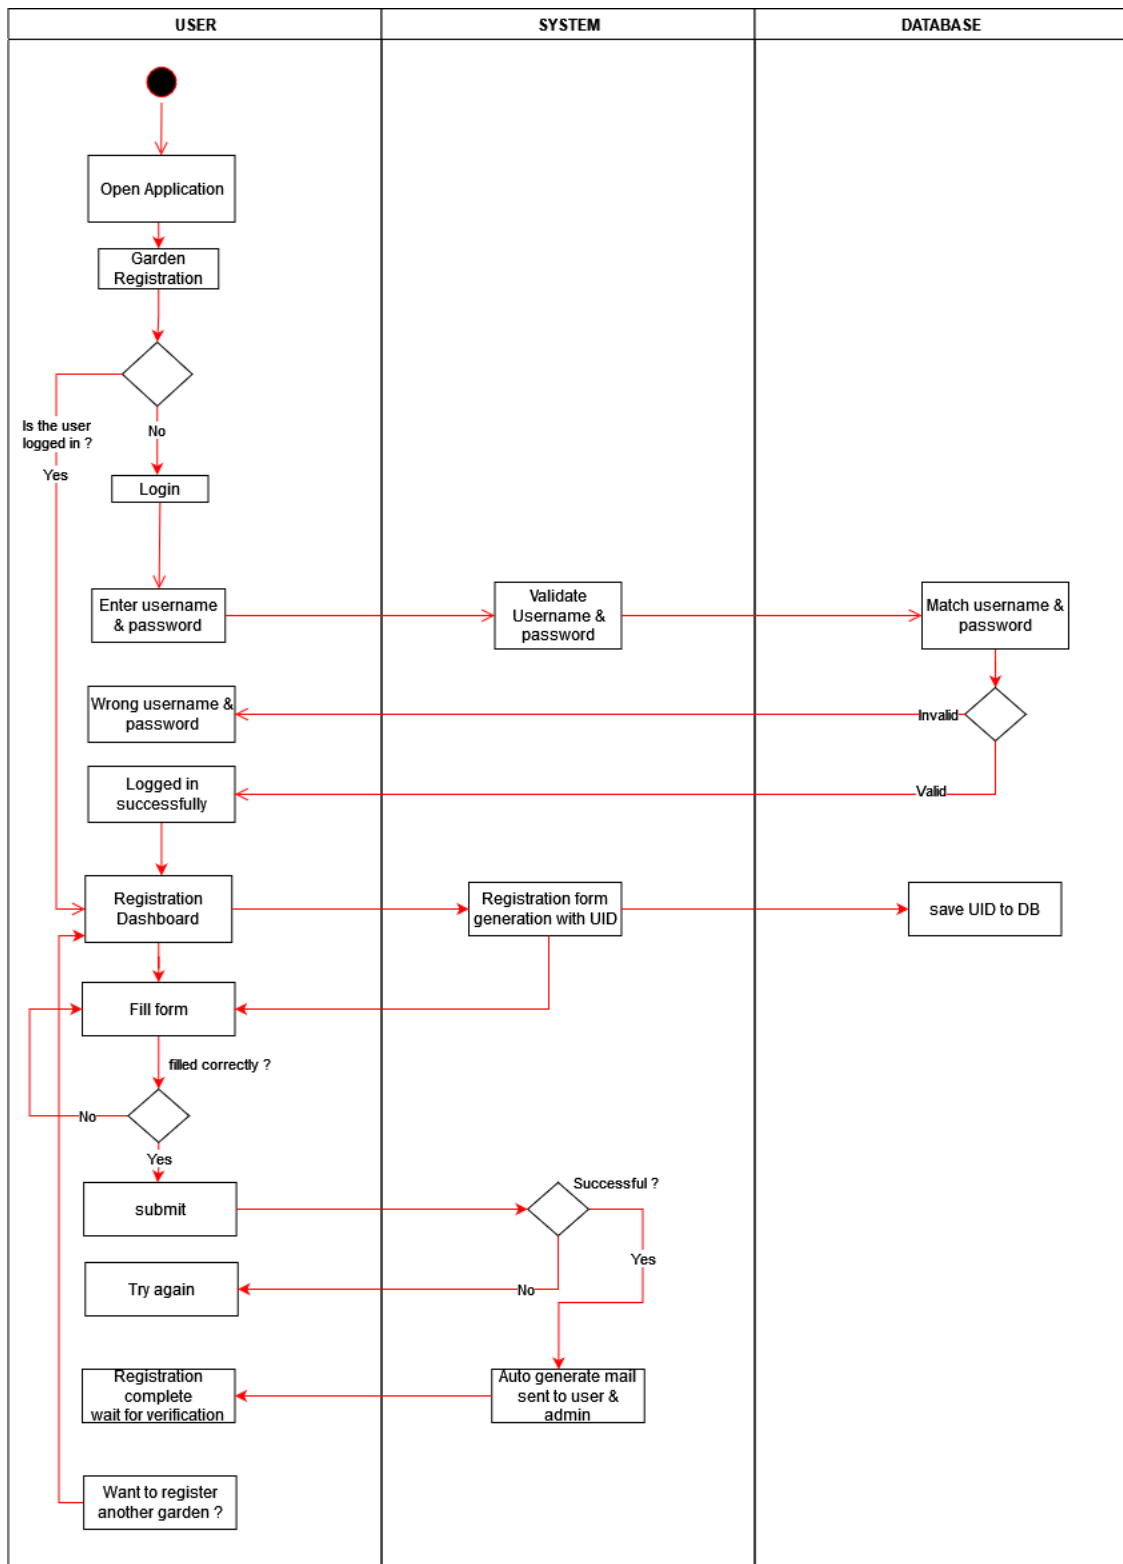 USER
SYSTEM
DATABASE
Open Application
Garden
Registration
Is the user
logged in ?
Yes
No
Login
Enter username
& password
Validate
Username &
password
Match username &
password
Wrong username &
password
Invalid
Logged in
successfully
Valid
Registration
Dashboard
Registration form
generation with UID
save UID to DB
Fill form
filled correctly ?
No
Yes
submit
Successful ?
Yes
Try again
No
Registration
complete
wait for verification
Auto generate mail
sent to user &
admin
Want to register
another garden ?